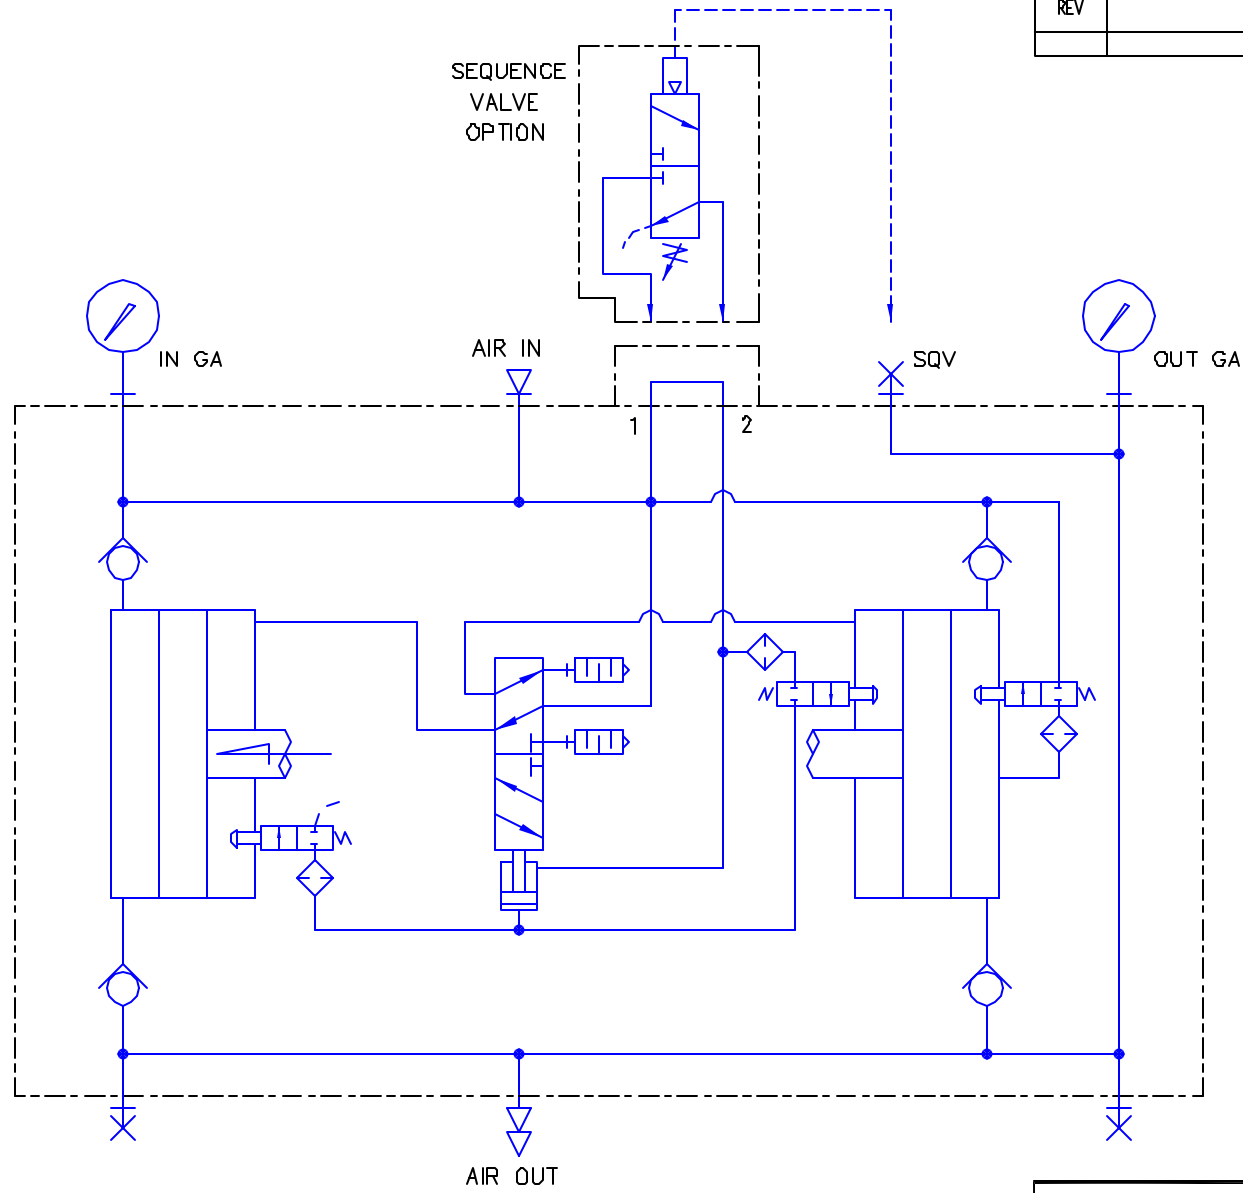 REV
SEQUENCE
VALVE
OPTION
AIR IN
IN GA
SQV
OUT GA
1
2
AIR OUT